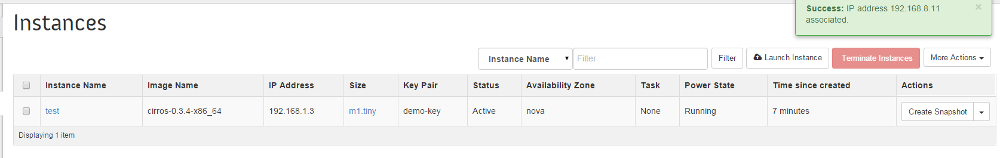 Success: IP address 192.168.8.11 ×
associated.
Instances
Instance Name Filter Filter Launch Instance Terminate Instances More Actions
Instance Name Image Name IP Address Size Key Pair Status Availability Zone Task Power State Time since created Actions
test cirros-0.3.4-x86_64 192.168.1.3 m1.tiny demo-key Active nova None Running 7 minutes Create Snapshot
Displaying 1 item